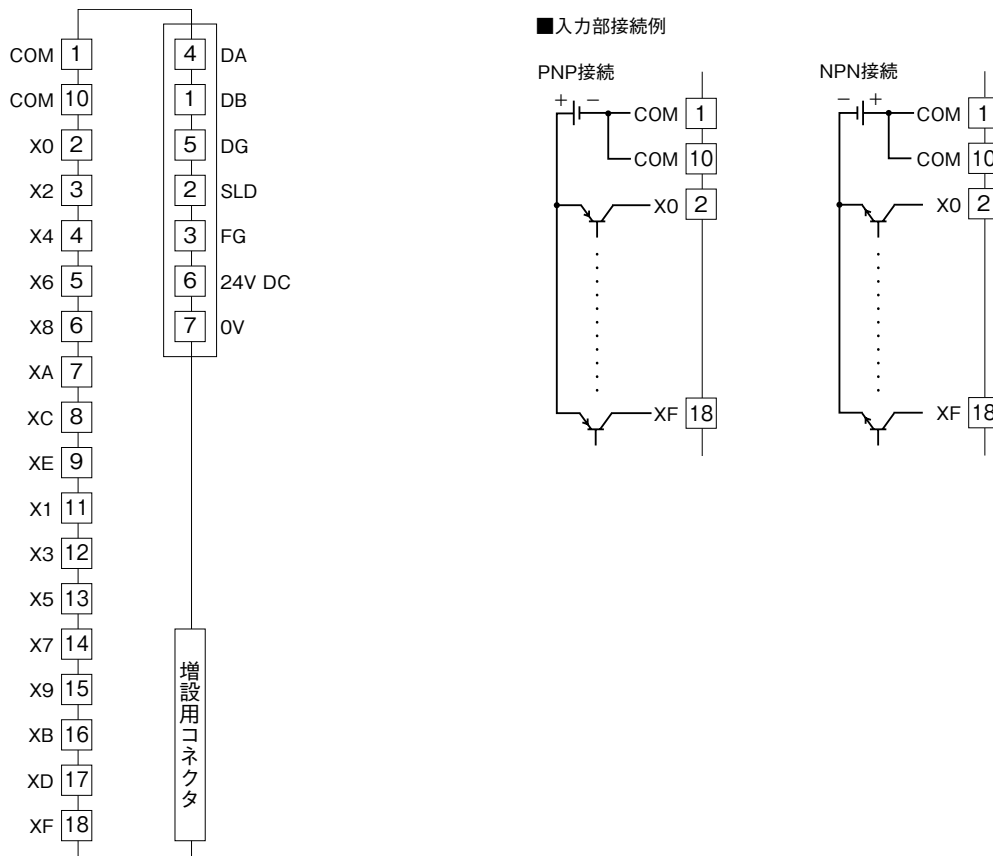 COM 1
COM 10
X0 2
X2 3
X4 4
X6 5
X8 6
XA 7
XC 8
XE 9
X1 11
X3 12
X5 13
X7 14
X9 15
XB 16
XD 17
XF 18
4 DA
1 DB
5 DG
2 SLD
3 FG
6 24V DC
7 0V
増設用コネクタ
■入力部接続例
PNP接続
+ −
COM 1
COM 10
X0 2
XF 18
NPN接続
− +
COM 1
COM 10
X0 2
XF 18